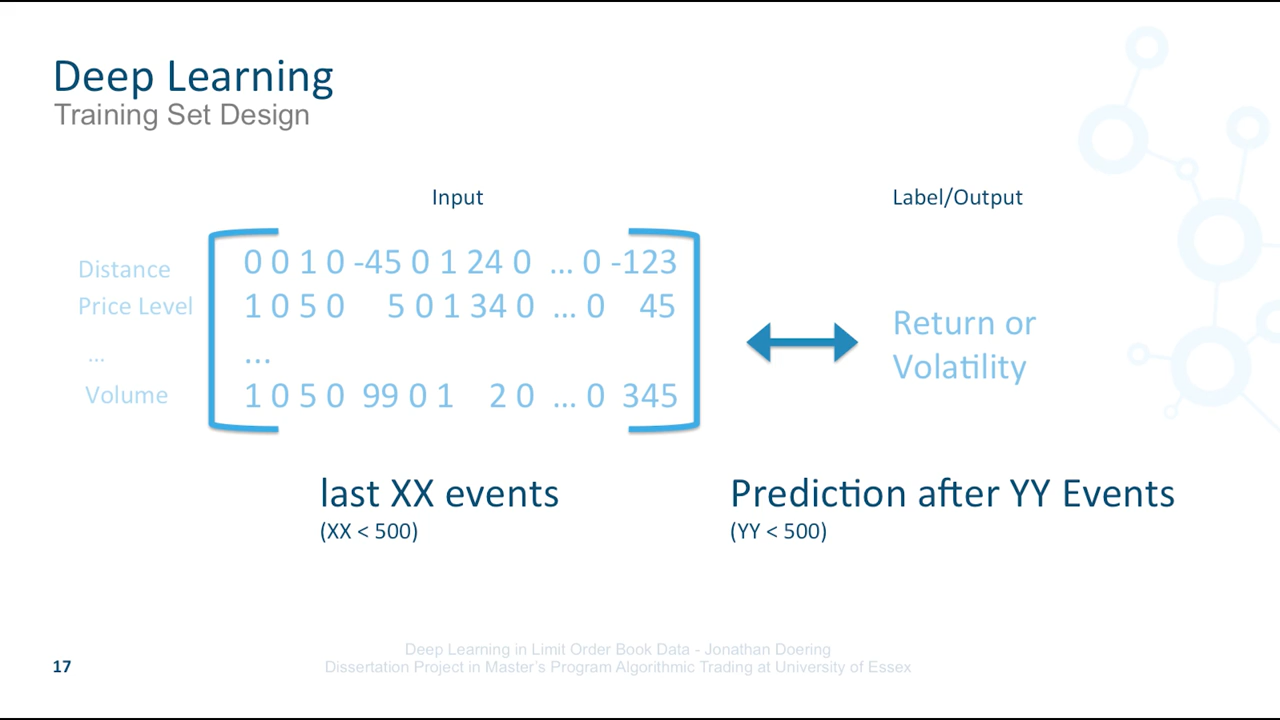 Deep Learning
Training Set Design
Input
Label/Output
Distance 0 0 1 0 -45 0 1 24 0 ... 0 -123
Price Level 1 0 5 0 5 0 1 34 0 ... 0 45
... ...
Volume 1 0 5 0 99 0 1 2 0 ... 0 345
Return or
Volatility
last XX events
(XX < 500)
Prediction after YY Events
(YY < 500)
Deep Learning in Limit Order Book Data - Jonathan Doering
Dissertation Project in Master's Program Algorithmic Trading at University of Essex
17